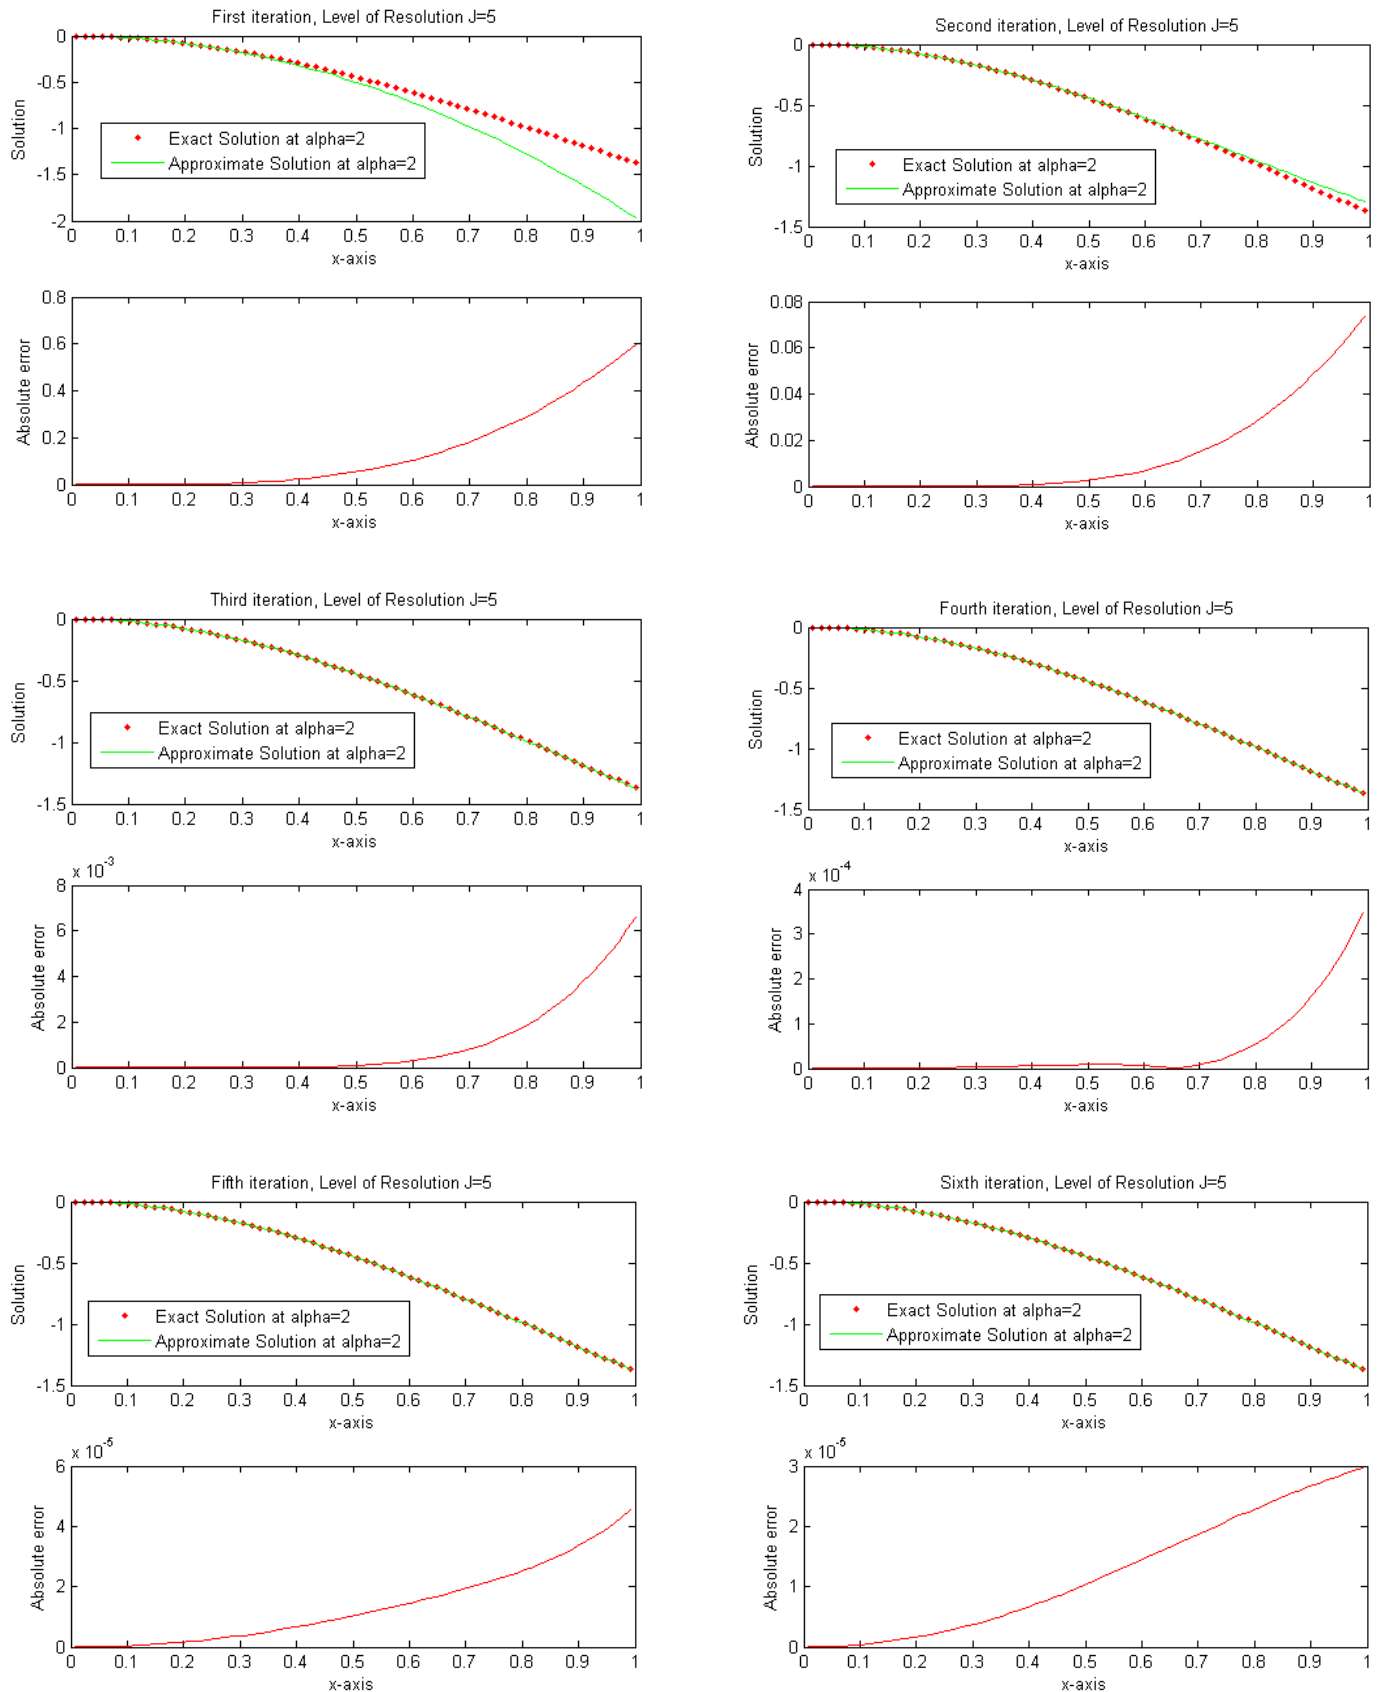 First iteration, Level of Resolution J=5
0
-0.5
-1
-1.5
-2
Solution
Exact Solution at alpha=2
Approximate Solution at alpha=2
0 0.1 0.2 0.3 0.4 0.5 0.6 0.7 0.8 0.9 1
x-axis
0.8
0.6
0.4
0.2
0
Absolute error
0 0.1 0.2 0.3 0.4 0.5 0.6 0.7 0.8 0.9 1
x-axis
Second iteration, Level of Resolution J=5
0
-0.5
-1
-1.5
Solution
Exact Solution at alpha=2
Approximate Solution at alpha=2
0 0.1 0.2 0.3 0.4 0.5 0.6 0.7 0.8 0.9 1
x-axis
0.08
0.06
0.04
0.02
0
Absolute error
0 0.1 0.2 0.3 0.4 0.5 0.6 0.7 0.8 0.9 1
x-axis
Third iteration, Level of Resolution J=5
0
-0.5
-1
-1.5
Solution
Exact Solution at alpha=2
Approximate Solution at alpha=2
0 0.1 0.2 0.3 0.4 0.5 0.6 0.7 0.8 0.9 1
x-axis
x 10^-3
8
6
4
2
0
Absolute error
0 0.1 0.2 0.3 0.4 0.5 0.6 0.7 0.8 0.9 1
x-axis
Fourth iteration, Level of Resolution J=5
0
-0.5
-1
-1.5
Solution
Exact Solution at alpha=2
Approximate Solution at alpha=2
0 0.1 0.2 0.3 0.4 0.5 0.6 0.7 0.8 0.9 1
x-axis
x 10^-4
4
3
2
1
0
Absolute error
0 0.1 0.2 0.3 0.4 0.5 0.6 0.7 0.8 0.9 1
x-axis
Fifth iteration, Level of Resolution J=5
0
-0.5
-1
-1.5
Solution
Exact Solution at alpha=2
Approximate Solution at alpha=2
0 0.1 0.2 0.3 0.4 0.5 0.6 0.7 0.8 0.9 1
x-axis
x 10^-5
6
4
2
0
Absolute error
0 0.1 0.2 0.3 0.4 0.5 0.6 0.7 0.8 0.9 1
x-axis
Sixth iteration, Level of Resolution J=5
0
-0.5
-1
-1.5
Solution
Exact Solution at alpha=2
Approximate Solution at alpha=2
0 0.1 0.2 0.3 0.4 0.5 0.6 0.7 0.8 0.9 1
x-axis
x 10^-5
3
2
1
0
Absolute error
0 0.1 0.2 0.3 0.4 0.5 0.6 0.7 0.8 0.9 1
x-axis